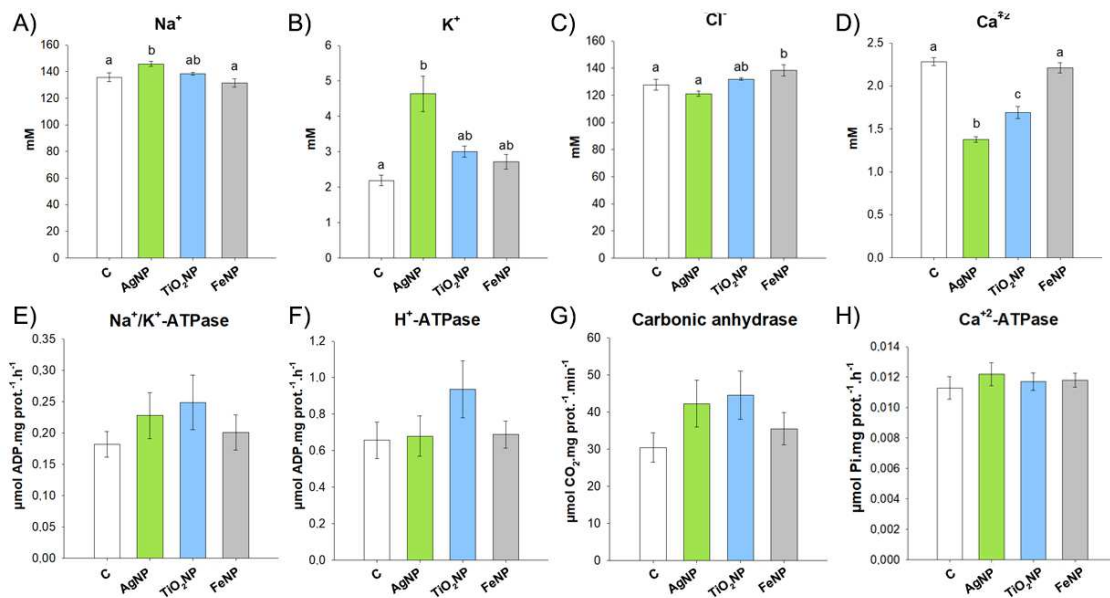 A) Na⁺
mM
160
140
120
100
80
60
40
20
0
a b ab a
C AgNP TiO₂NP FeNP
B) K⁺
mM
6
5
4
3
2
1
0
a b ab ab
C AgNP TiO₂NP FeNP
C) Cl⁻
mM
160
140
120
100
80
60
40
20
0
a a ab b
C AgNP TiO₂NP FeNP
D) Ca⁺²
mM
2.5
2.0
1.5
1.0
0.5
0.0
a b c a
C AgNP TiO₂NP FeNP
E) Na⁺/K⁺-ATPase
µmol ADP.mg prot.⁻¹.h⁻¹
0.35
0.30
0.25
0.20
0.15
0.10
0.05
0.00
C AgNP TiO₂NP FeNP
F) H⁺-ATPase
µmol ADP.mg prot.⁻¹.h⁻¹
1.2
1.0
0.8
0.6
0.4
0.2
0.0
C AgNP TiO₂NP FeNP
G) Carbonic anhydrase
µmol CO₂.mg prot.⁻¹.min⁻¹
60
50
40
30
20
10
0
C AgNP TiO₂NP FeNP
H) Ca⁺²-ATPase
µmol Pi.mg prot.⁻¹.h⁻¹
0.014
0.012
0.010
0.008
0.006
0.004
0.002
0.000
C AgNP TiO₂NP FeNP